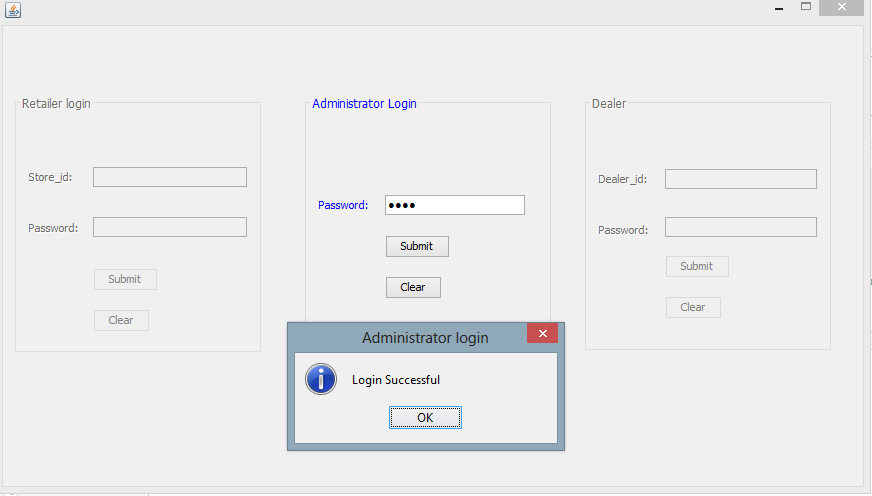 Retailer login
Store_id:
Password:
Submit
Clear
Administrator Login
Password:
Submit
Clear
Dealer
Dealer_id:
Password:
Submit
Clear
Administrator login
Login Successful
OK